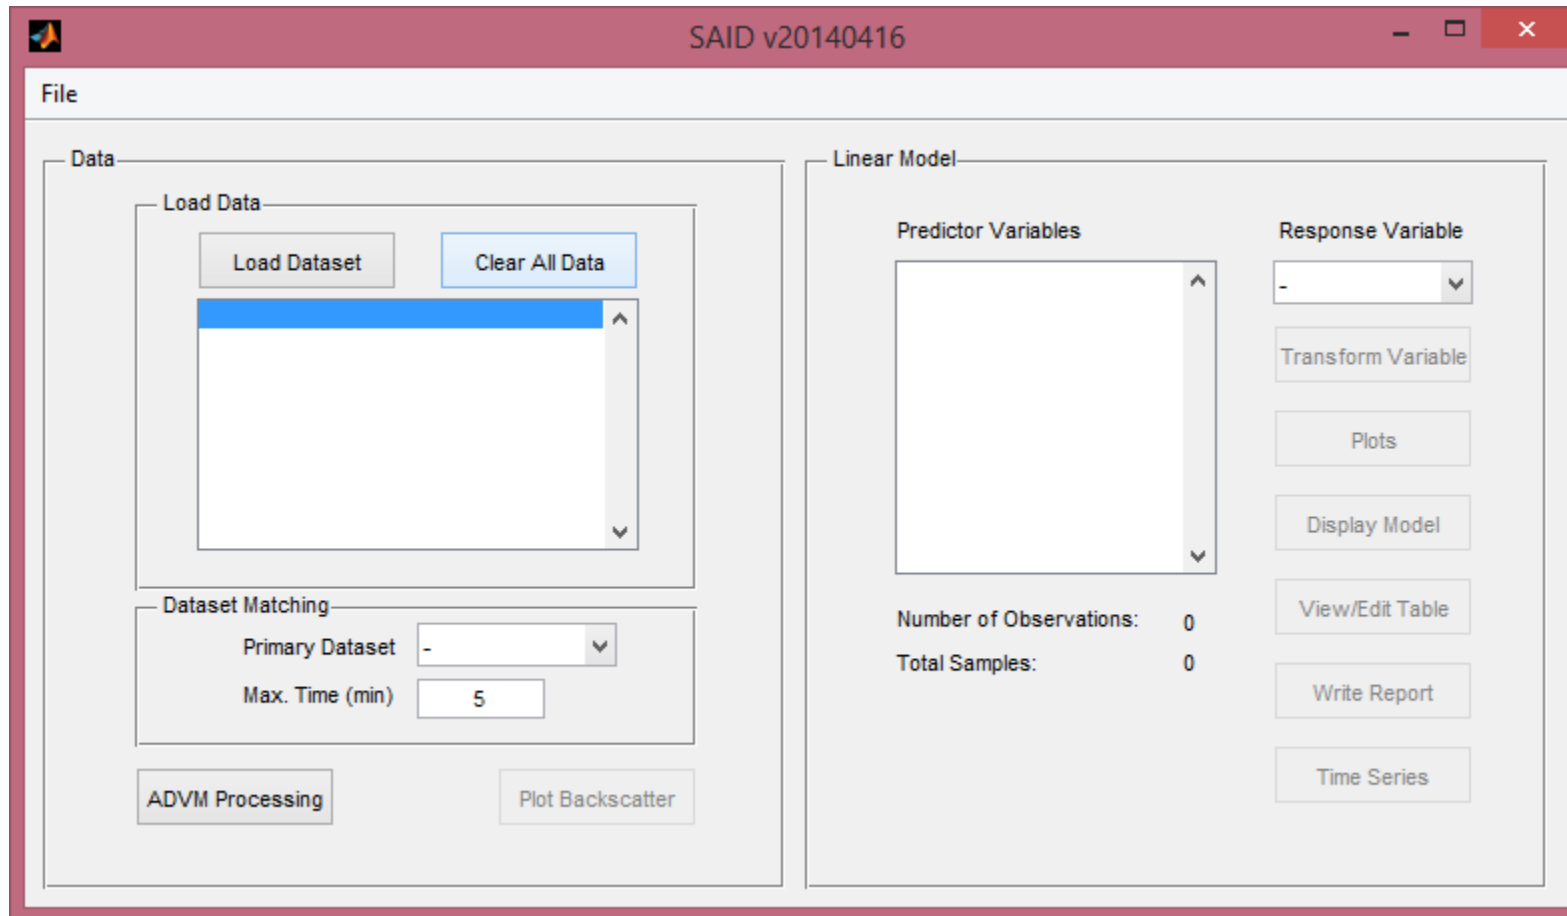 SAID v20140416
File
Data
Load Data
Load Dataset
Clear All Data
Dataset Matching
Primary Dataset -
Max. Time (min) 5
ADVM Processing
Plot Backscatter
Linear Model
Predictor Variables
Number of Observations: 0
Total Samples: 0
Response Variable
-
Transform Variable
Plots
Display Model
View/Edit Table
Write Report
Time Series